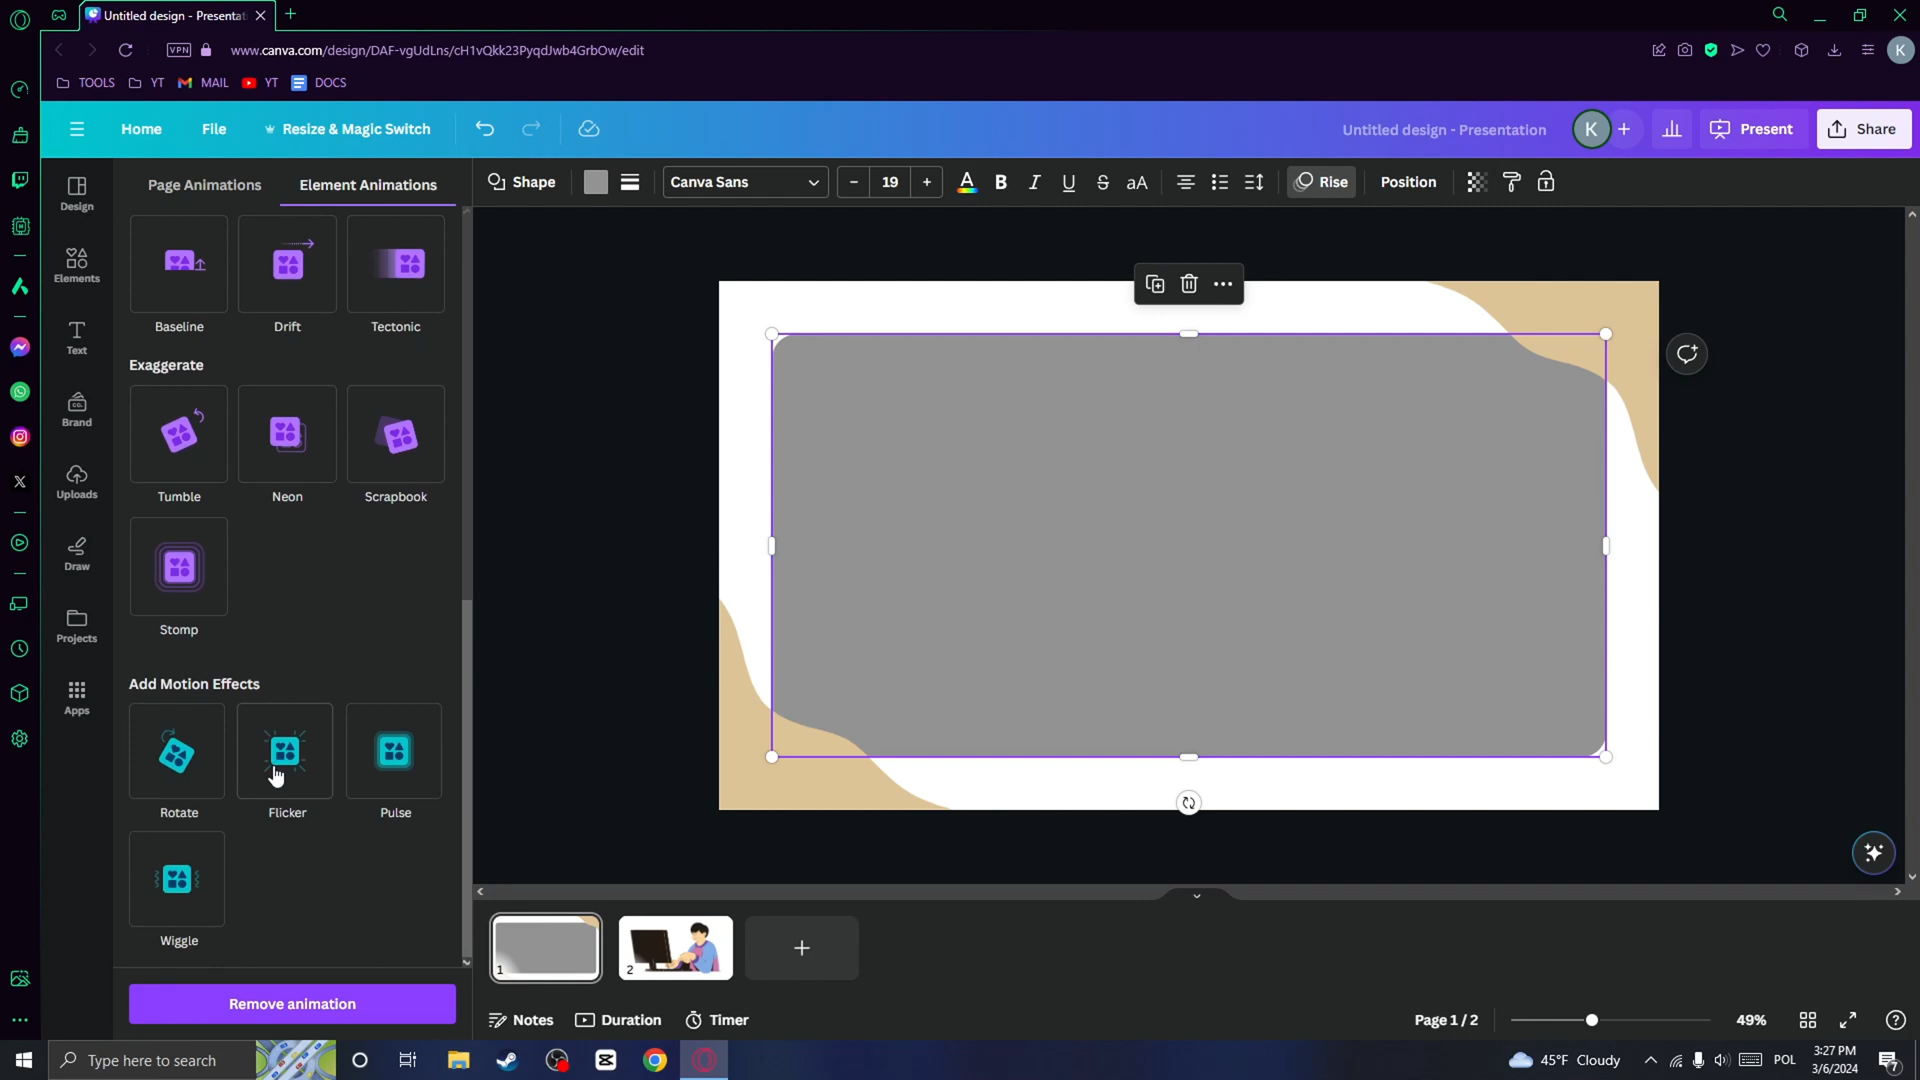 Untitled design - Presentat
VPN
www.canva.com/design/DAF-vgUdLns/cH1vQkk23PyqdJwb4GrbOw/edit
K
TOOLS YT MAIL YT DOCS
Home File Resize & Magic Switch
Untitled design - Presentation
K
+
Present
Share
Page Animations
Element Animations
Shape
Canva Sans
− 19 +
A B I U S aA
Rise
Position
Design
Elements
Text
Brand
Uploads
Draw
Projects
Apps
Baseline
Drift
Tectonic
Exaggerate
Tumble
Neon
Scrapbook
Stomp
Add Motion Effects
Rotate
Flicker
Pulse
Wiggle
Remove animation
1
2
+
Notes
Duration
Timer
Page 1 / 2
49%
Type here to search
45°F Cloudy
POL
3:27 PM
3/6/2024
7